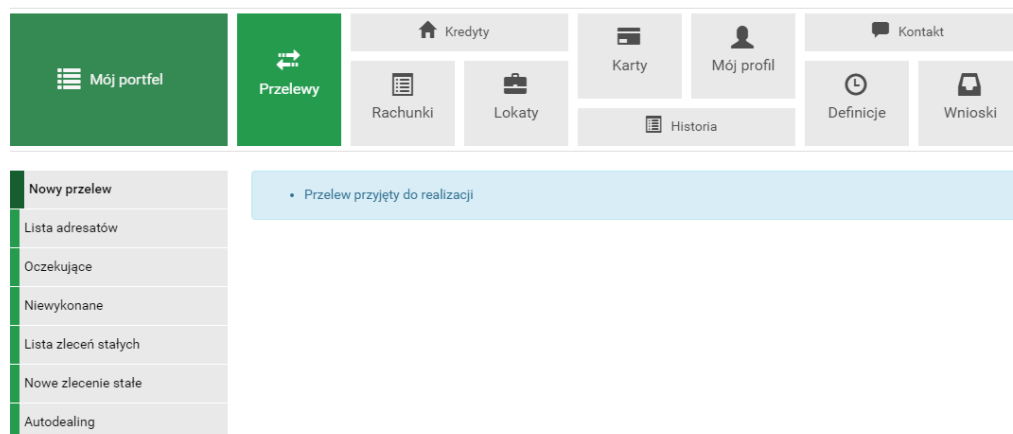 Mój portfel
Przelewy
Kredyty
Rachunki
Lokaty
Karty
Mój profil
Historia
Kontakt
Definicje
Wnioski
Nowy przelew
Lista adresatów
Oczekujące
Niewykonane
Lista zleceń stałych
Nowe zlecenie stałe
Autodealing
• Przelew przyjęty do realizacji